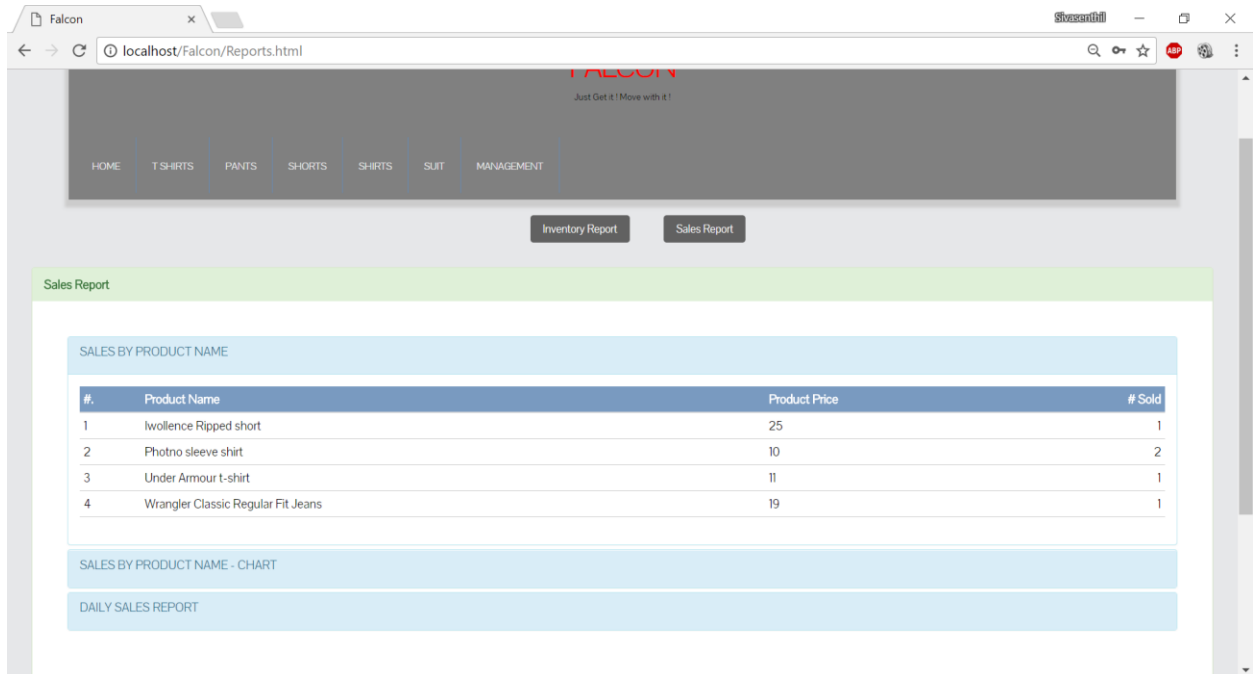 Falcon
Sivasenthil
localhost/Falcon/Reports.html
ABP
FALCON
Just Get it ! Move with it !
HOME T SHIRTS PANTS SHORTS SHIRTS SUIT MANAGEMENT
Inventory Report Sales Report
Sales Report
SALES BY PRODUCT NAME
#. Product Name Product Price # Sold
1 Iwollence Ripped short 25 1
2 Photno sleeve shirt 10 2
3 Under Armour t-shirt 11 1
4 Wrangler Classic Regular Fit Jeans 19 1
SALES BY PRODUCT NAME - CHART
DAILY SALES REPORT